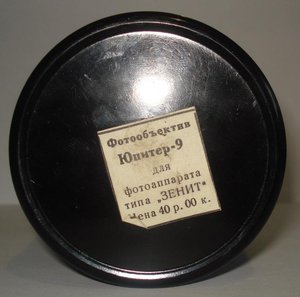 Фотообъектив
Юпитер-9
для
фотоаппарата
типа „ЗЕНИТ"
Цена 40 р. 00 к.